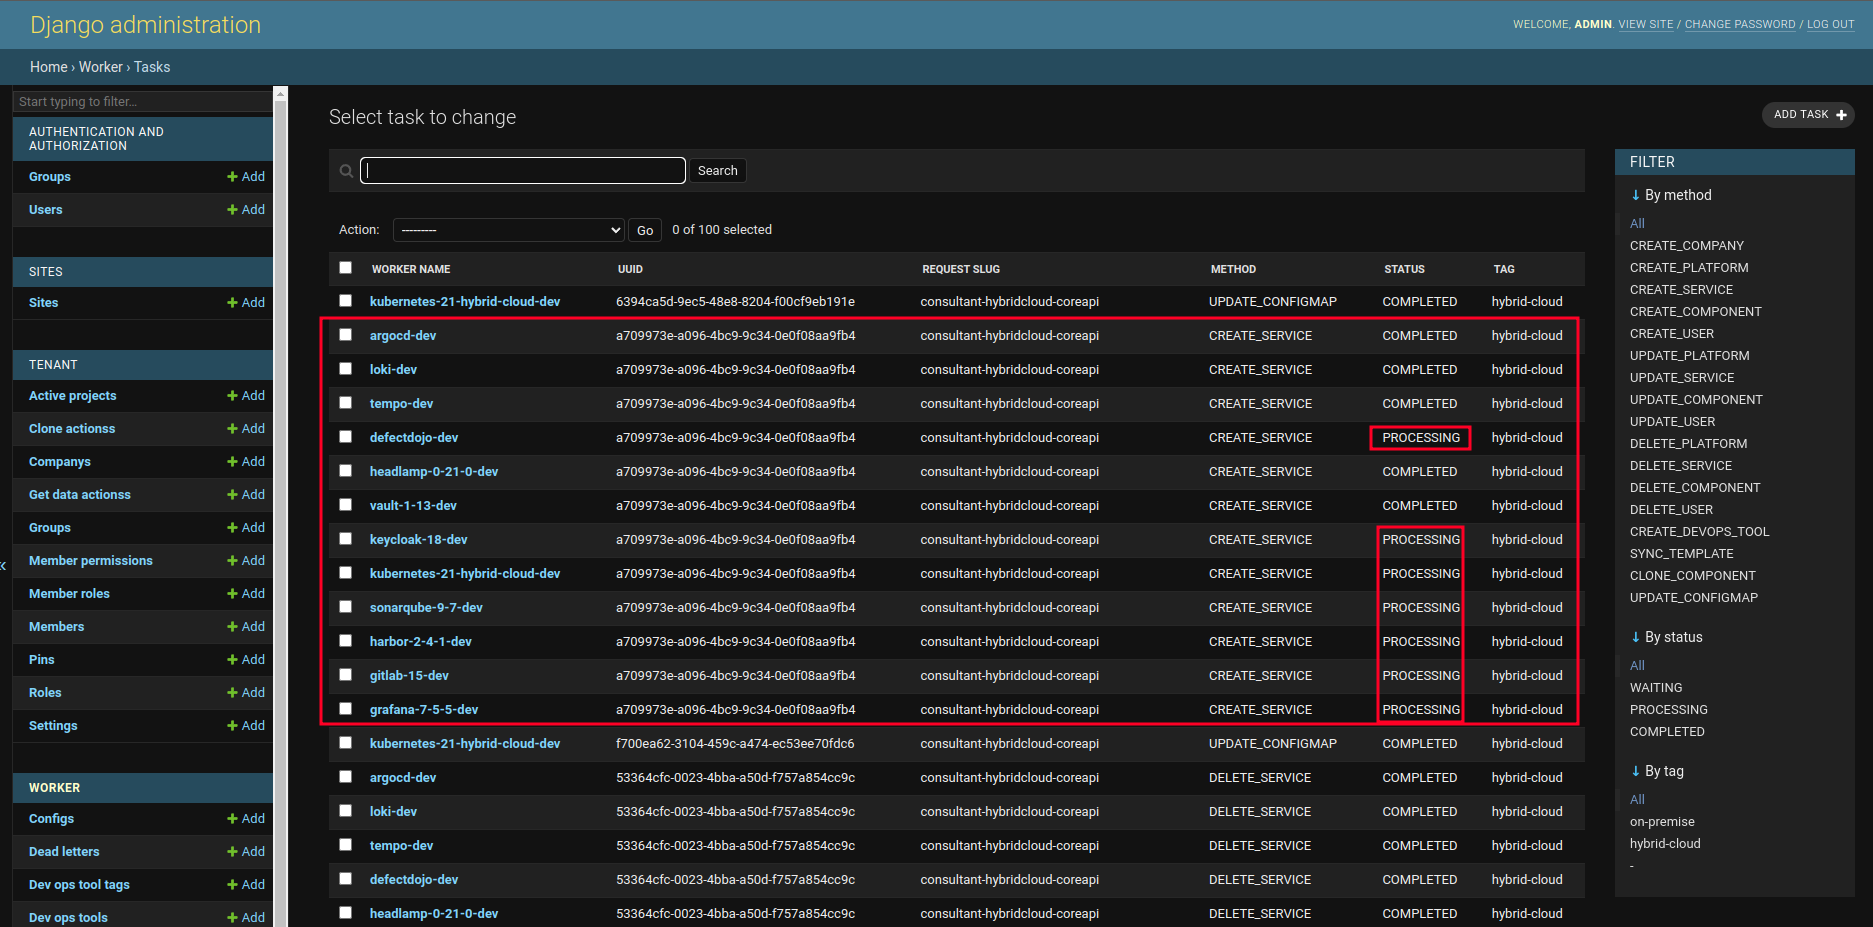 Django administration
WELCOME, ADMIN. VIEW SITE / CHANGE PASSWORD / LOG OUT
Home › Worker › Tasks
Start typing to filter...
AUTHENTICATION AND
AUTHORIZATION
Groups + Add
Users + Add
SITES
Sites + Add
TENANT
Active projects + Add
Clone actionss + Add
Companys + Add
Get data actionss + Add
Groups + Add
Member permissions + Add
Member roles + Add
Members + Add
Pins + Add
Roles + Add
Settings + Add
WORKER
Configs + Add
Dead letters + Add
Dev ops tool tags + Add
Dev ops tools + Add
«
Select task to change
ADD TASK +
Search
Action: --------- Go 0 of 100 selected
WORKER NAME UUID REQUEST SLUG METHOD STATUS TAG
kubernetes-21-hybrid-cloud-dev 6394ca5d-9ec5-48e8-8204-f00cf9eb191e consultant-hybridcloud-coreapi UPDATE_CONFIGMAP COMPLETED hybrid-cloud
argocd-dev a709973e-a096-4bc9-9c34-0e0f08aa9fb4 consultant-hybridcloud-coreapi CREATE_SERVICE COMPLETED hybrid-cloud
loki-dev a709973e-a096-4bc9-9c34-0e0f08aa9fb4 consultant-hybridcloud-coreapi CREATE_SERVICE COMPLETED hybrid-cloud
tempo-dev a709973e-a096-4bc9-9c34-0e0f08aa9fb4 consultant-hybridcloud-coreapi CREATE_SERVICE COMPLETED hybrid-cloud
defectdojo-dev a709973e-a096-4bc9-9c34-0e0f08aa9fb4 consultant-hybridcloud-coreapi CREATE_SERVICE PROCESSING hybrid-cloud
headlamp-0-21-0-dev a709973e-a096-4bc9-9c34-0e0f08aa9fb4 consultant-hybridcloud-coreapi CREATE_SERVICE COMPLETED hybrid-cloud
vault-1-13-dev a709973e-a096-4bc9-9c34-0e0f08aa9fb4 consultant-hybridcloud-coreapi CREATE_SERVICE COMPLETED hybrid-cloud
keycloak-18-dev a709973e-a096-4bc9-9c34-0e0f08aa9fb4 consultant-hybridcloud-coreapi CREATE_SERVICE PROCESSING hybrid-cloud
kubernetes-21-hybrid-cloud-dev a709973e-a096-4bc9-9c34-0e0f08aa9fb4 consultant-hybridcloud-coreapi CREATE_SERVICE PROCESSING hybrid-cloud
sonarqube-9-7-dev a709973e-a096-4bc9-9c34-0e0f08aa9fb4 consultant-hybridcloud-coreapi CREATE_SERVICE PROCESSING hybrid-cloud
harbor-2-4-1-dev a709973e-a096-4bc9-9c34-0e0f08aa9fb4 consultant-hybridcloud-coreapi CREATE_SERVICE PROCESSING hybrid-cloud
gitlab-15-dev a709973e-a096-4bc9-9c34-0e0f08aa9fb4 consultant-hybridcloud-coreapi CREATE_SERVICE PROCESSING hybrid-cloud
grafana-7-5-5-dev a709973e-a096-4bc9-9c34-0e0f08aa9fb4 consultant-hybridcloud-coreapi CREATE_SERVICE PROCESSING hybrid-cloud
kubernetes-21-hybrid-cloud-dev f700ea62-3104-459c-a474-ec53ee70fdc6 consultant-hybridcloud-coreapi UPDATE_CONFIGMAP COMPLETED hybrid-cloud
argocd-dev 53364cfc-0023-4bba-a50d-f757a854cc9c consultant-hybridcloud-coreapi DELETE_SERVICE COMPLETED hybrid-cloud
loki-dev 53364cfc-0023-4bba-a50d-f757a854cc9c consultant-hybridcloud-coreapi DELETE_SERVICE COMPLETED hybrid-cloud
tempo-dev 53364cfc-0023-4bba-a50d-f757a854cc9c consultant-hybridcloud-coreapi DELETE_SERVICE COMPLETED hybrid-cloud
defectdojo-dev 53364cfc-0023-4bba-a50d-f757a854cc9c consultant-hybridcloud-coreapi DELETE_SERVICE COMPLETED hybrid-cloud
headlamp-0-21-0-dev 53364cfc-0023-4bba-a50d-f757a854cc9c consultant-hybridcloud-coreapi DELETE_SERVICE COMPLETED hybrid-cloud
FILTER
↓ By method
All
CREATE_COMPANY
CREATE_PLATFORM
CREATE_SERVICE
CREATE_COMPONENT
CREATE_USER
UPDATE_PLATFORM
UPDATE_SERVICE
UPDATE_COMPONENT
UPDATE_USER
DELETE_PLATFORM
DELETE_SERVICE
DELETE_COMPONENT
DELETE_USER
CREATE_DEVOPS_TOOL
SYNC_TEMPLATE
CLONE_COMPONENT
UPDATE_CONFIGMAP
↓ By status
All
WAITING
PROCESSING
COMPLETED
↓ By tag
All
on-premise
hybrid-cloud
-